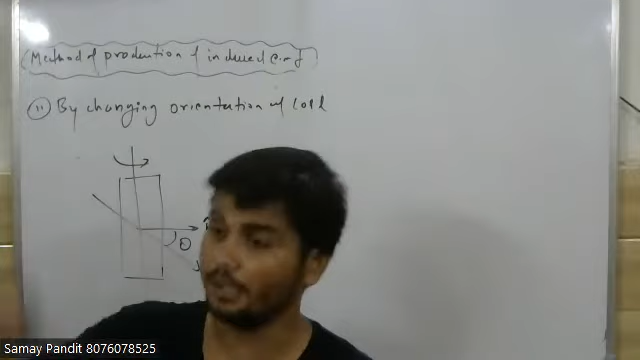 Method of production of induced e.m.f
(ii) By changing orientation of coil
θ
Samay Pandit 8076078525